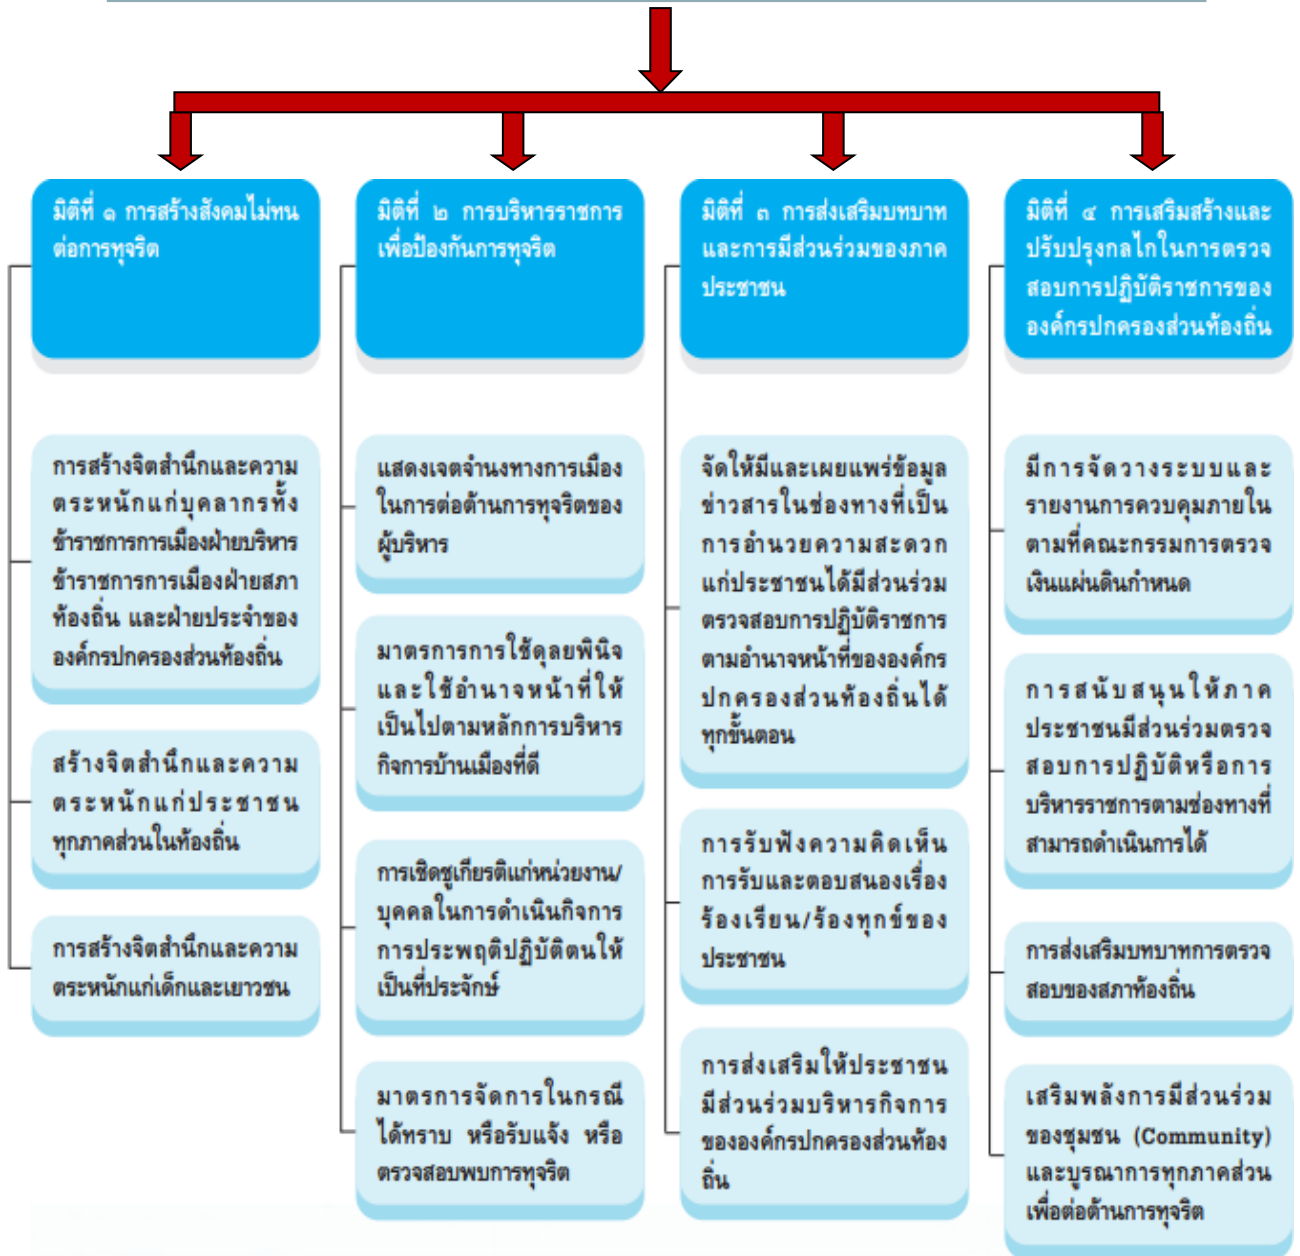 มิติที่ ๑ การสร้างสังคมไม่ทน
ต่อการทุจริต
การสร้างจิตสำนึกและความ
ตระหนักแก่บุคลากรทั้ง
ข้าราชการการเมืองฝ่ายบริหาร
ข้าราชการการเมืองฝ่ายสภา
ท้องถิ่น และฝ่ายประจำของ
องค์กรปกครองส่วนท้องถิ่น
สร้างจิตสำนึกและความ
ตระหนักแก่ประชาชน
ทุกภาคส่วนในท้องถิ่น
การสร้างจิตสำนึกและความ
ตระหนักแก่เด็กและเยาวชน
มิติที่ ๒ การบริหารราชการ
เพื่อป้องกันการทุจริต
แสดงเจตจำนงทางการเมือง
ในการต่อต้านการทุจริตของ
ผู้บริหาร
มาตรการการใช้ดุลยพินิจ
และใช้อำนาจหน้าที่ให้
เป็นไปตามหลักการบริหาร
กิจการบ้านเมืองที่ดี
การเชิดชูเกียรติแก่หน่วยงาน/
บุคคลในการดำเนินกิจการ
การประพฤติปฏิบัติตนให้
เป็นที่ประจักษ์
มาตรการจัดการในกรณี
ได้ทราบ หรือรับแจ้ง หรือ
ตรวจสอบพบการทุจริต
มิติที่ ๓ การส่งเสริมบทบาท
และการมีส่วนร่วมของภาค
ประชาชน
จัดให้มีและเผยแพร่ข้อมูล
ข่าวสารในช่องทางที่เป็น
การอำนวยความสะดวก
แก่ประชาชนได้มีส่วนร่วม
ตรวจสอบการปฏิบัติราชการ
ตามอำนาจหน้าที่ขององค์กร
ปกครองส่วนท้องถิ่นได้
ทุกขั้นตอน
การรับฟังความคิดเห็น
การรับและตอบสนองเรื่อง
ร้องเรียน/ร้องทุกข์ของ
ประชาชน
การส่งเสริมให้ประชาชน
มีส่วนร่วมบริหารกิจการ
ขององค์กรปกครองส่วนท้อง
ถิ่น
มิติที่ ๔ การเสริมสร้างและ
ปรับปรุงกลไกในการตรวจ
สอบการปฏิบัติราชการของ
องค์กรปกครองส่วนท้องถิ่น
มีการจัดวางระบบและ
รายงานการควบคุมภายใน
ตามที่คณะกรรมการตรวจ
เงินแผ่นดินกำหนด
การสนับสนุนให้ภาค
ประชาชนมีส่วนร่วมตรวจ
สอบการปฏิบัติหรือการ
บริหารราชการตามช่องทางที่
สามารถดำเนินการได้
การส่งเสริมบทบาทการตรวจ
สอบของสภาท้องถิ่น
เสริมพลังการมีส่วนร่วม
ของชุมชน (Community)
และบูรณาการทุกภาคส่วน
เพื่อต่อต้านการทุจริต